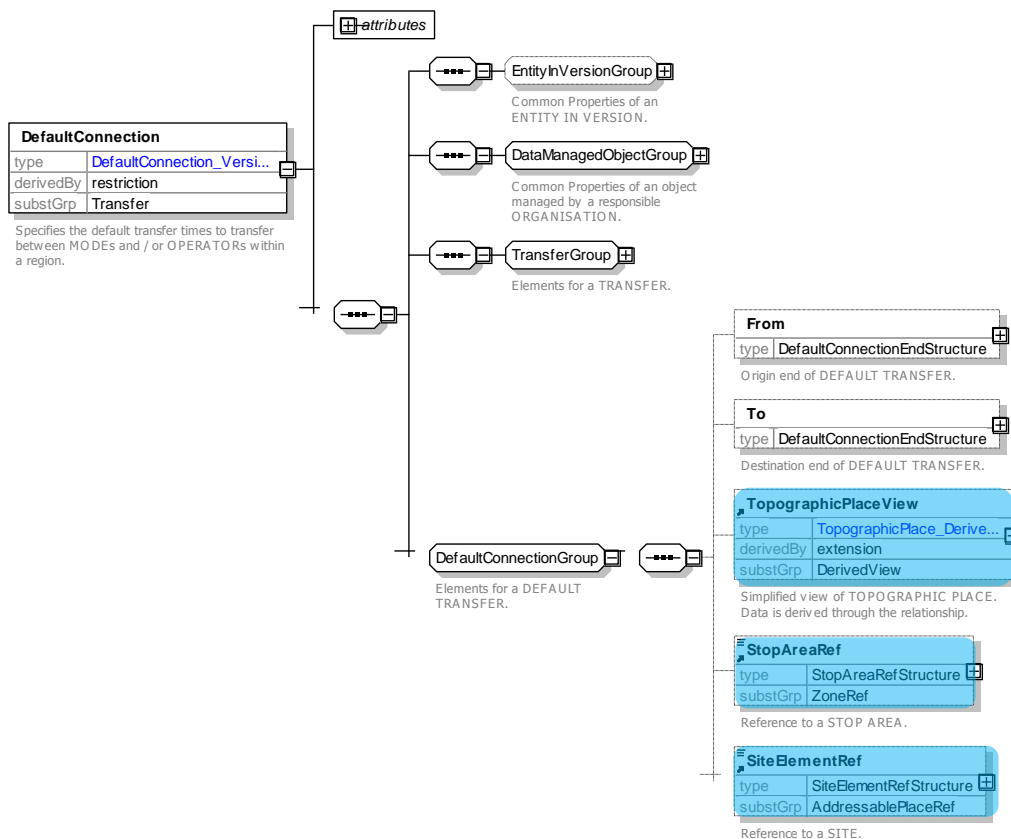 attributes
EntityInVersionGroup
Common Properties of an
ENTITY IN VERSION.
DefaultConnection
type DefaultConnection_Versi...
derivedBy restriction
substGrp Transfer
Specifies the default transfer times to transfer
between MODEs and / or OPERATORs within
a region.
DataManagedObjectGroup
Common Properties of an object
managed by a responsible
ORGANISATION.
TransferGroup
Elements for a TRANSFER.
From
type DefaultConnectionEndStructure
Origin end of DEFAULT TRANSFER.
To
type DefaultConnectionEndStructure
Destination end of DEFAULT TRANSFER.
DefaultConnectionGroup
Elements for a DEFAULT
TRANSFER.
TopographicPlaceView
type TopographicPlace_Derive...
derivedBy extension
substGrp DerivedView
Simplified view of TOPOGRAPHIC PLACE.
Data is derived through the relationship.
StopAreaRef
type StopAreaRefStructure
substGrp ZoneRef
Reference to a STOP AREA.
SiteElementRef
type SiteElementRefStructure
substGrp AddressablePlaceRef
Reference to a SITE.